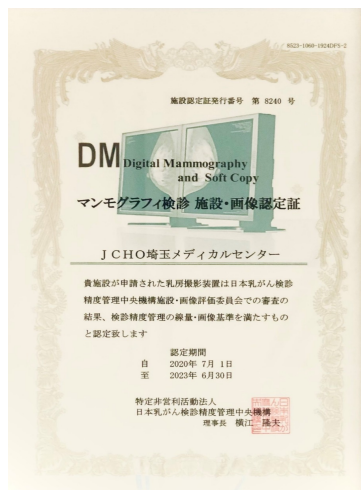 8523-1960-1924DFS-2
施設認定証発行番号 第 8240 号
DM Digital Mammography
and Soft Copy
マンモグラフィ検診 施設・画像認定証
ＪＣＨＯ埼玉メディカルセンター
貴施設が申請された乳房撮影装置は日本乳がん検診
精度管理中央機構施設・画像評価委員会での審査の
結果、検診精度管理の線量・画像基準を満たすもの
と認定致します
認定期間
自 2020年 7月 1日
至 2023年 6月30日
特定非営利活動法人
日本乳がん検診精度管理中央機構
理事長 横江 隆夫